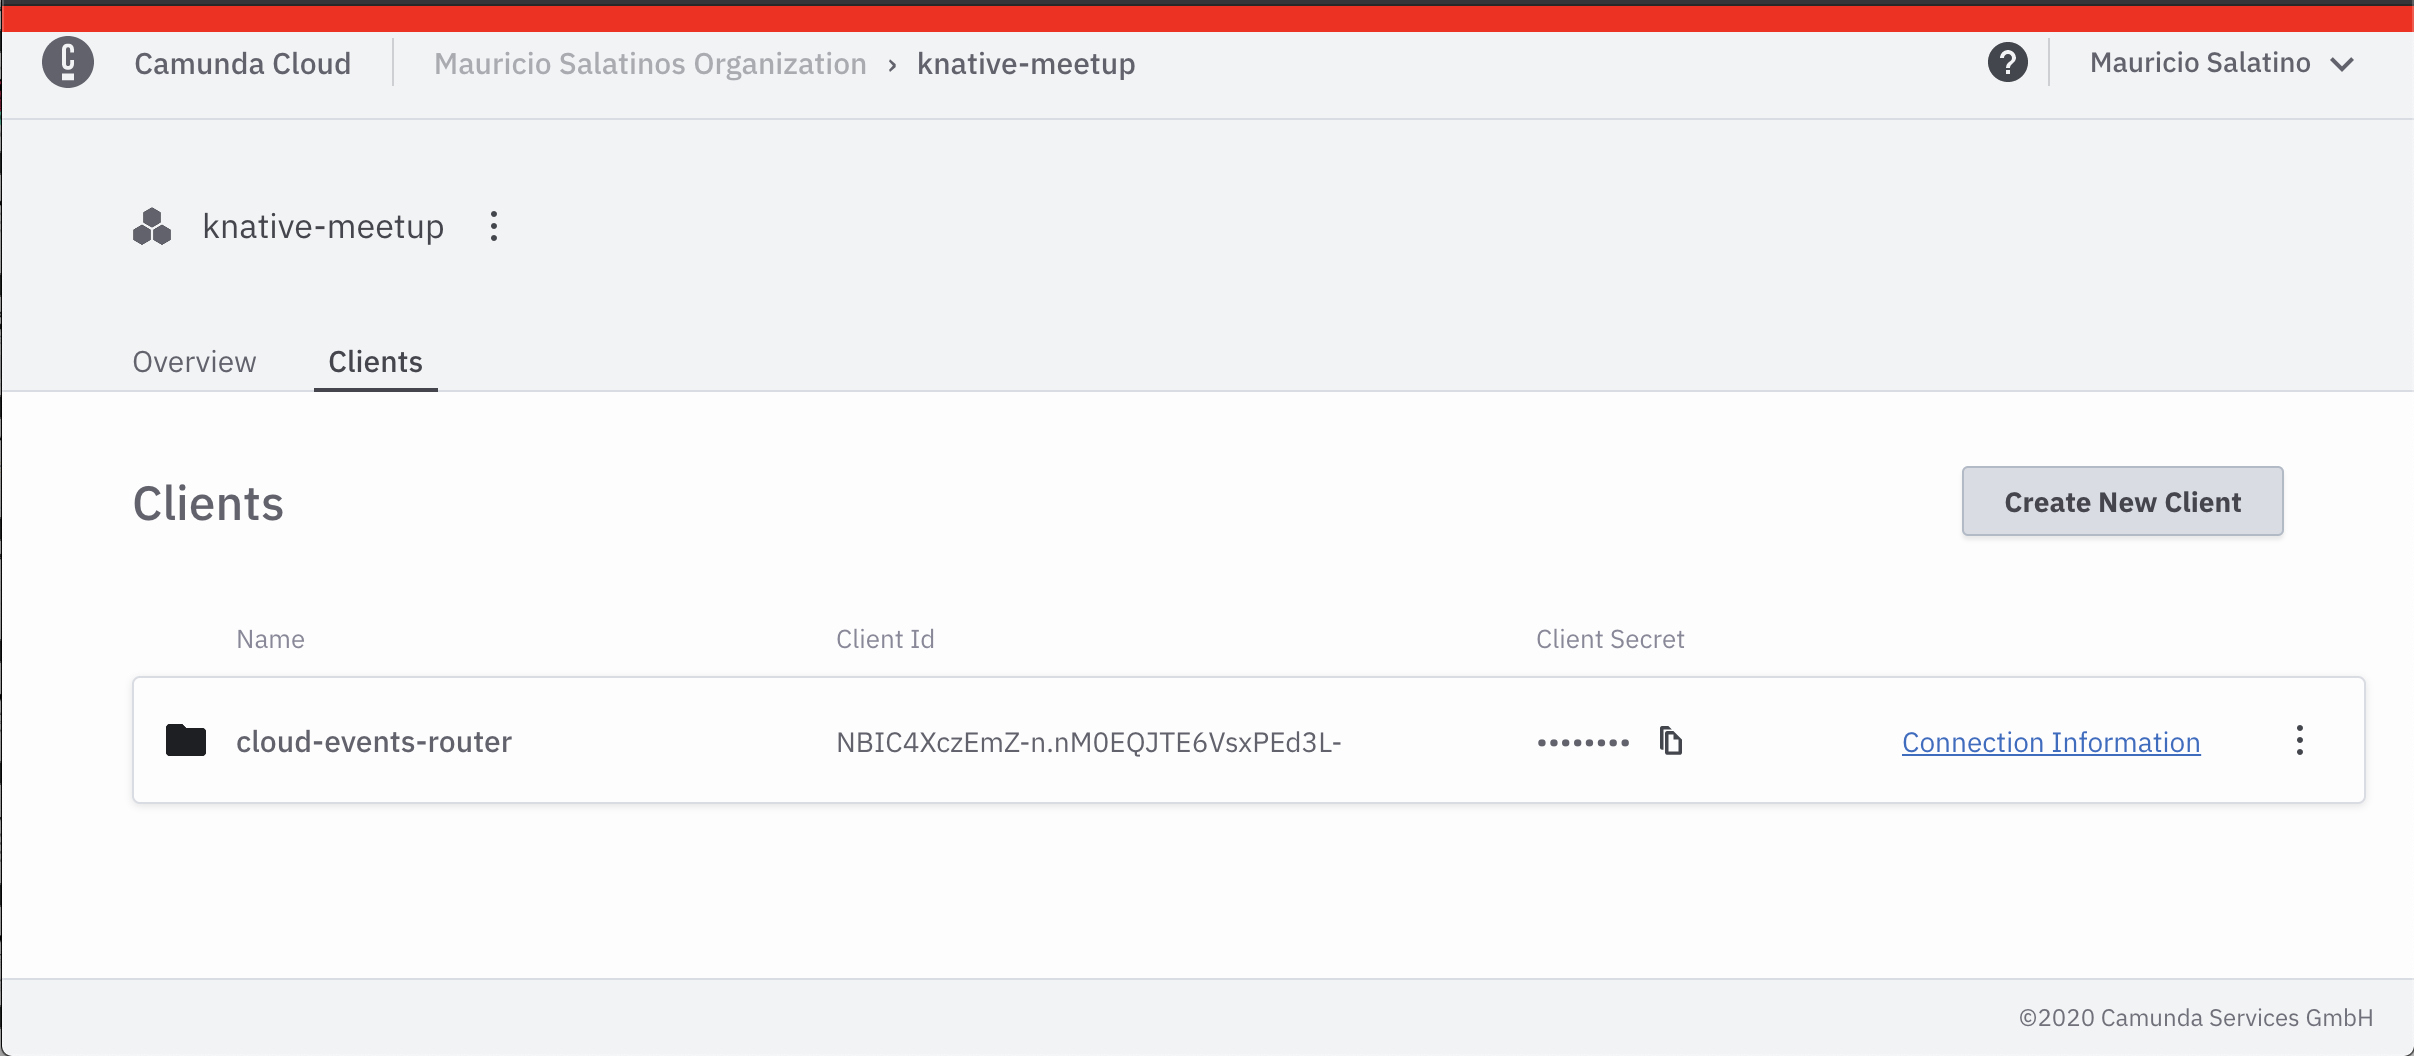 Camunda Cloud Mauricio Salatinos Organization › knative-meetup ? Mauricio Salatino
knative-meetup
Overview Clients
Clients Create New Client
Name Client Id Client Secret
cloud-events-router NBIC4XczEmZ-n.nM0EQJTE6VsxPEd3L- •••••••• Connection Information
©2020 Camunda Services GmbH